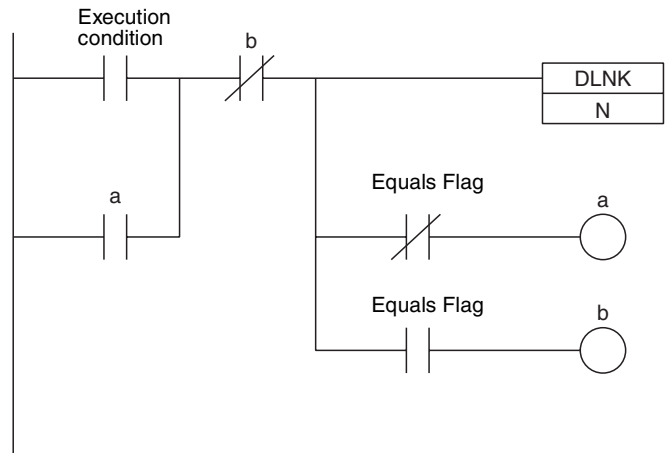 Execution
condition
b
DLNK
N
a
Equals Flag
a
Equals Flag
b